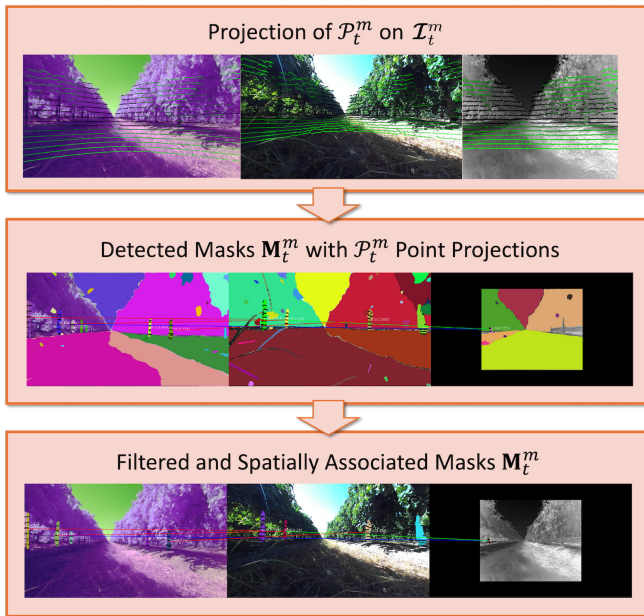 Projection of 𝒫ₜᵐ on 𝓘ₜᵐ
Detected Masks 𝐌ₜᵐ with 𝒫ₜᵐ Point Projections
Filtered and Spatially Associated Masks 𝐌ₜᵐ